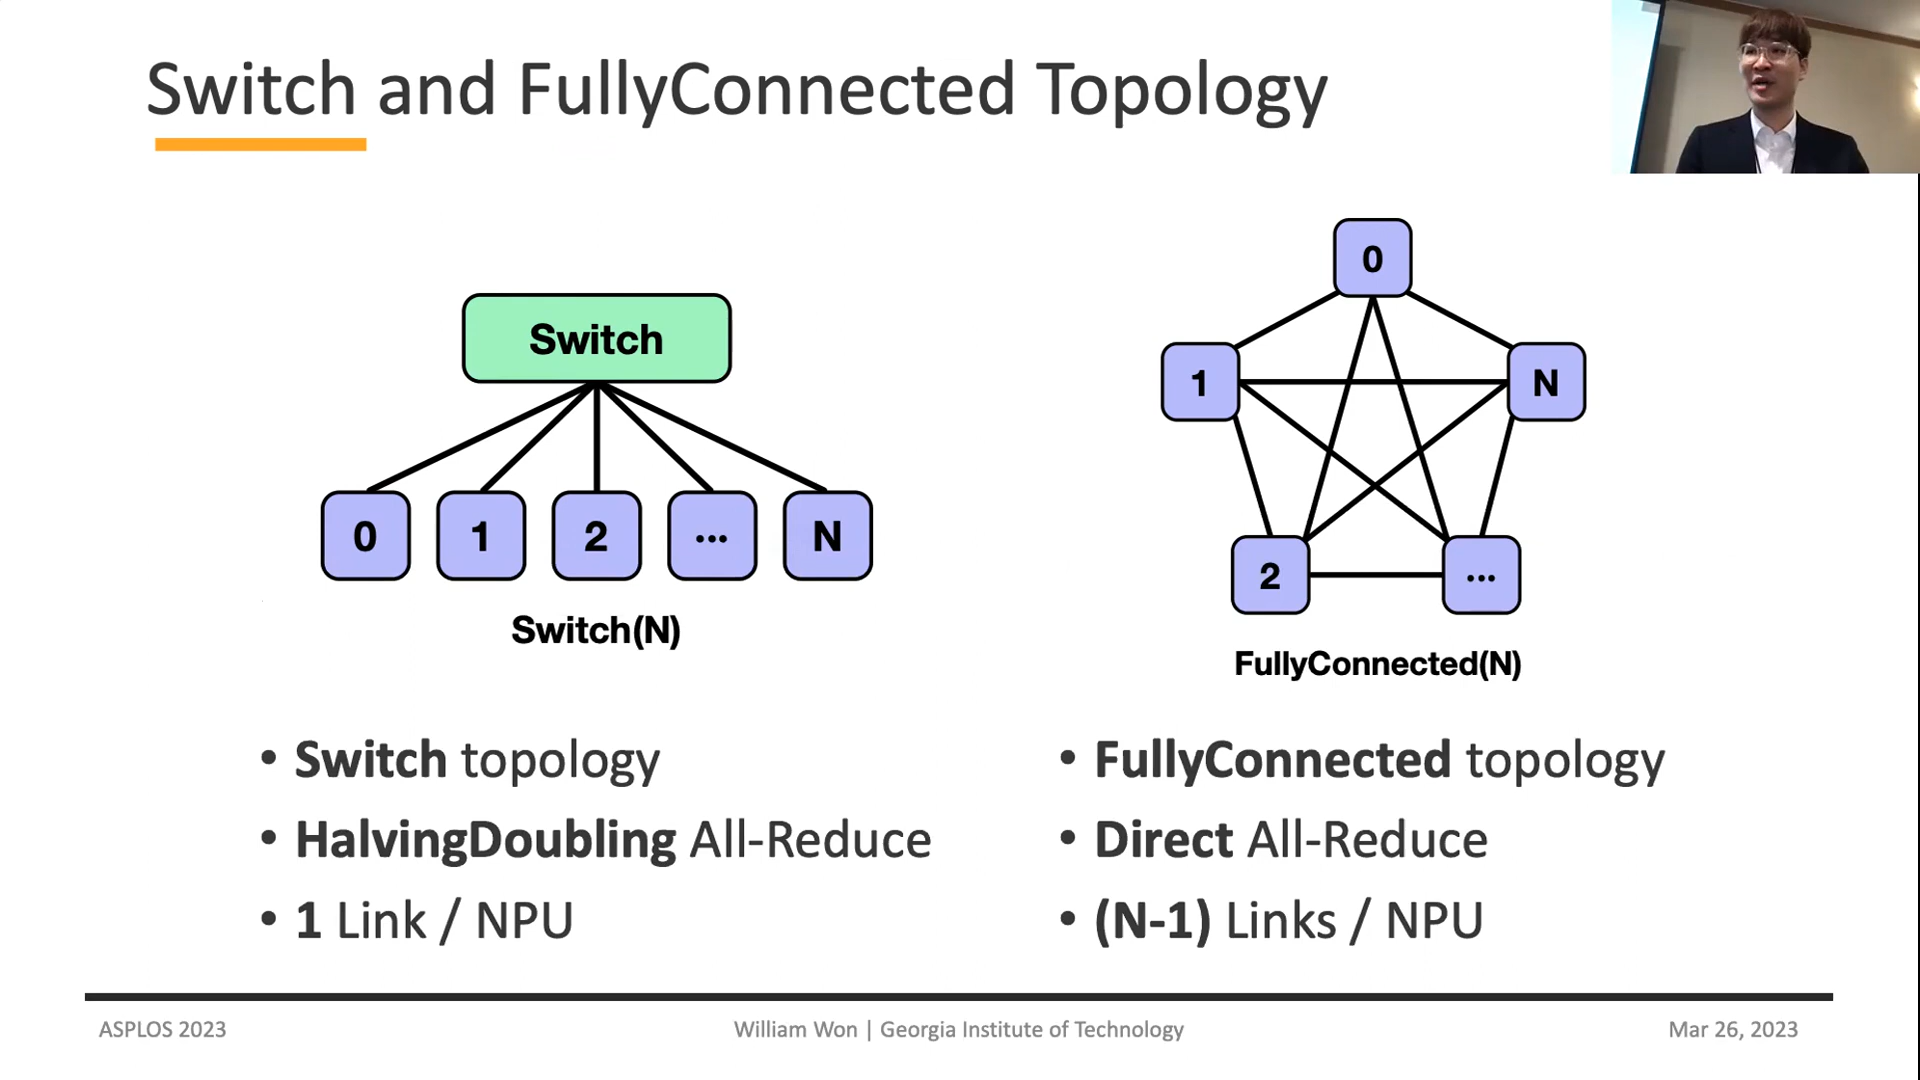 Switch and FullyConnected Topology
Switch
0 1 2 ... N
Switch(N)
0
1 N
2 ...
FullyConnected(N)
• Switch topology
• HalvingDoubling All-Reduce
• 1 Link / NPU
• FullyConnected topology
• Direct All-Reduce
• (N-1) Links / NPU
ASPLOS 2023
William Won | Georgia Institute of Technology
Mar 26, 2023